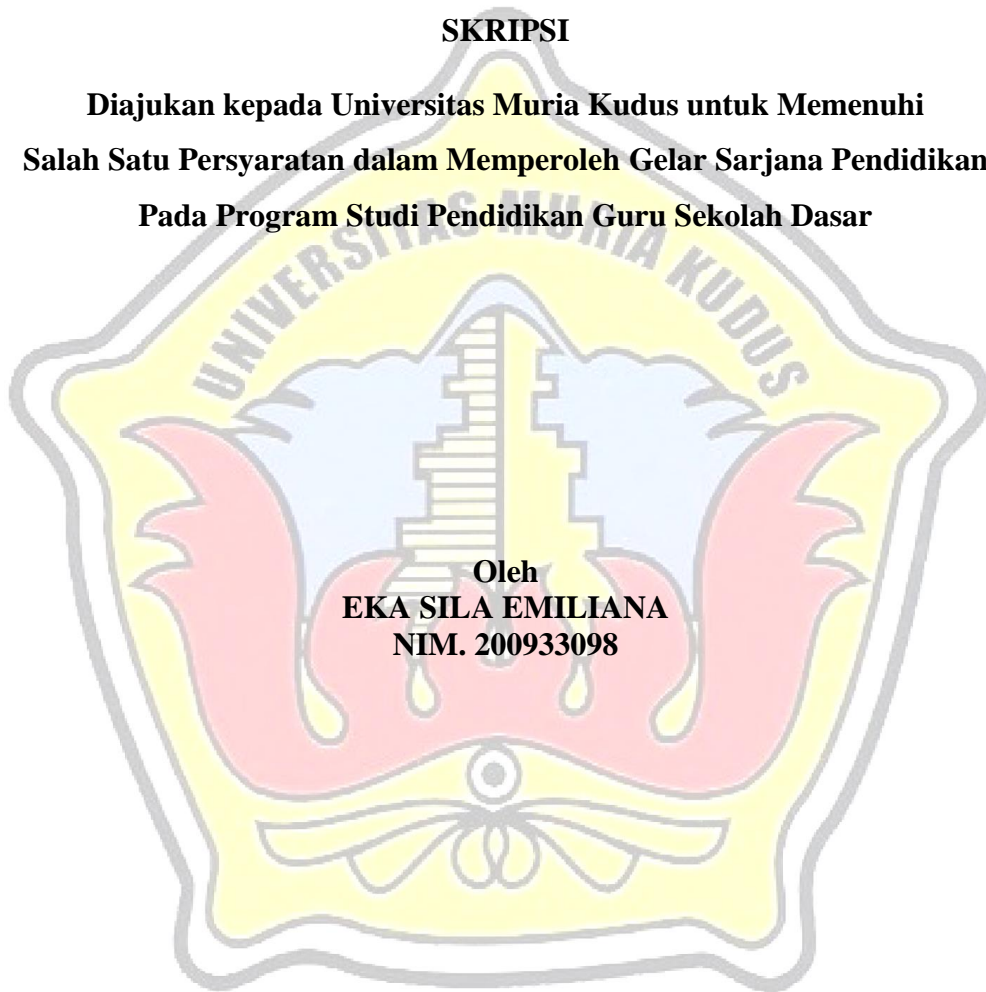 SKRIPSI
Diajukan kepada Universitas Muria Kudus untuk Memenuhi
Salah Satu Persyaratan dalam Memperoleh Gelar Sarjana Pendidikan
Pada Program Studi Pendidikan Guru Sekolah Dasar
UNIVERSITAS MURIA KUDUS
Oleh
EKA SILA EMILIANA
NIM. 200933098